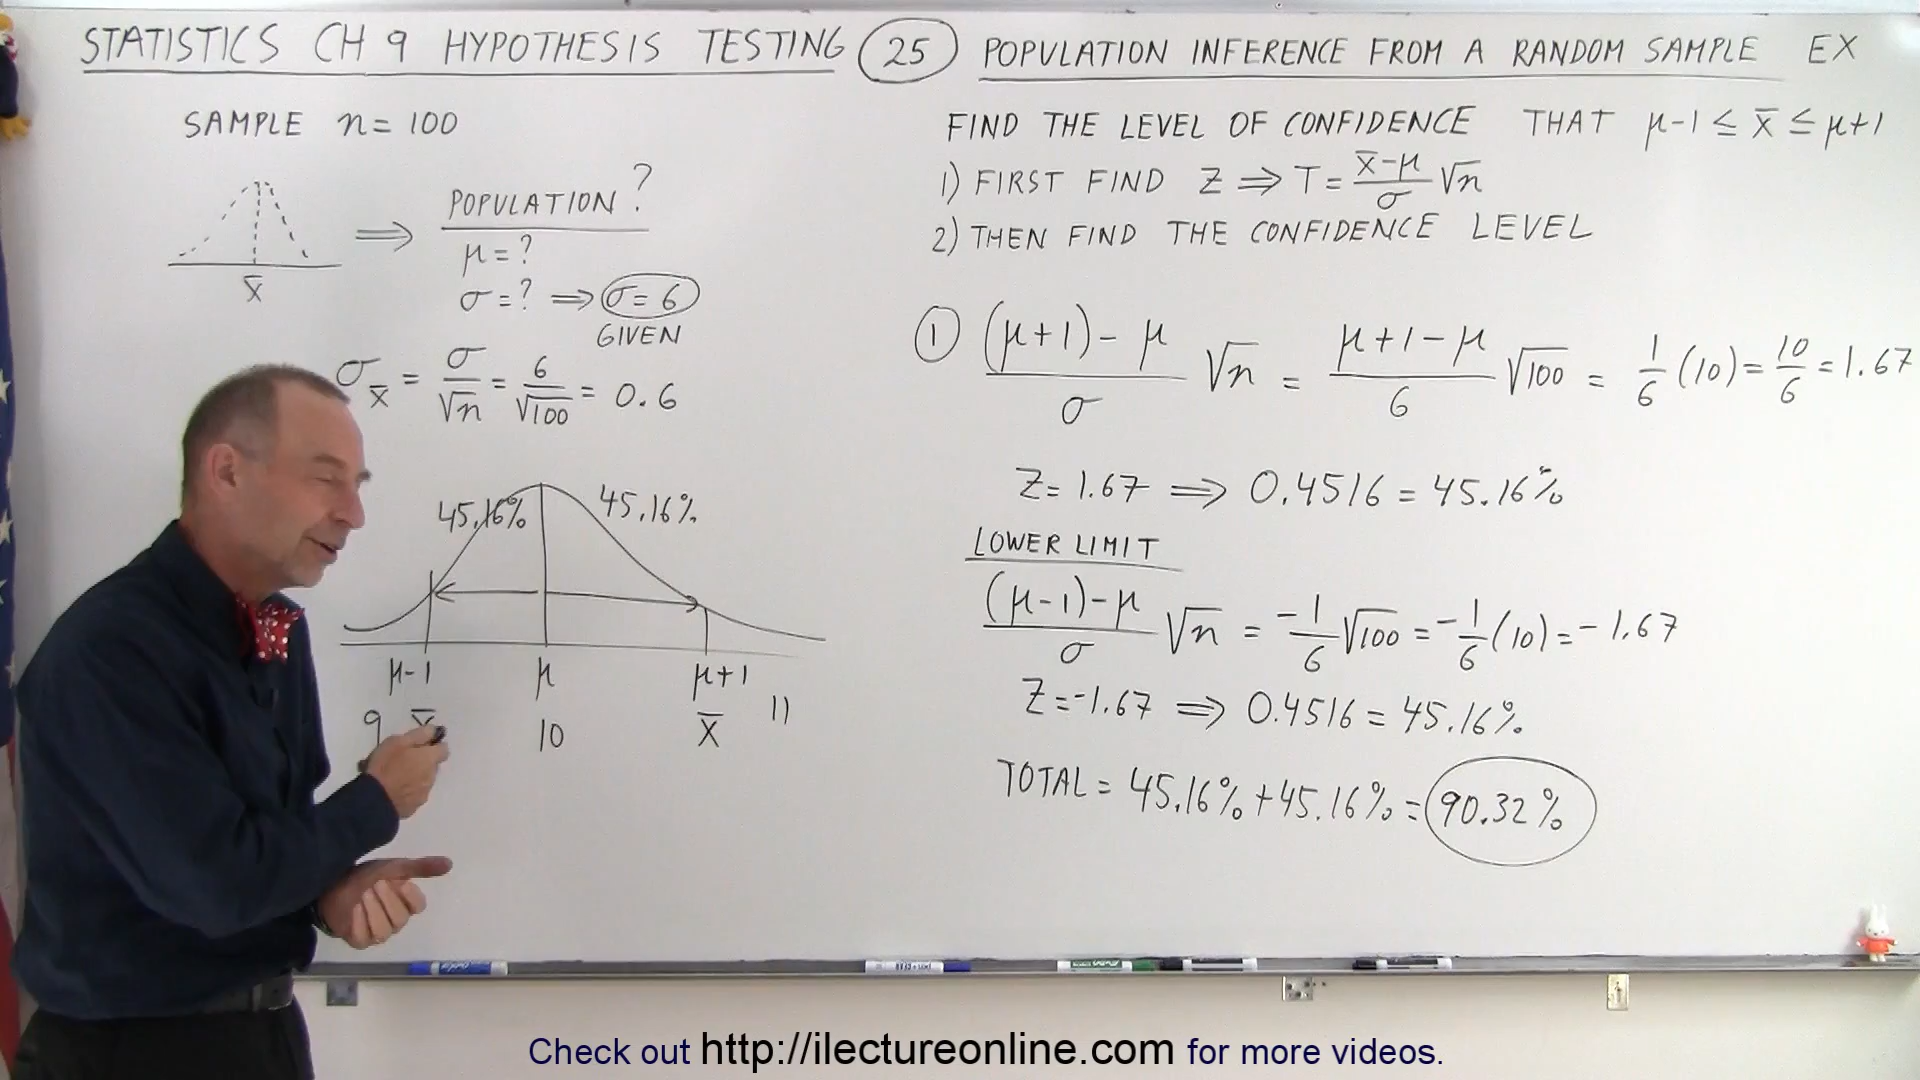 STATISTICS CH 9 HYPOTHESIS TESTING 25 POPULATION INFERENCE FROM A RANDOM SAMPLE EX
SAMPLE n = 100
x̄
⇒
POPULATION?
μ = ?
σ = ? ⇒ σ = 6
GIVEN
σx̄ = σ/√n = 6/√100 = 0.6
45.16% 45.16%
μ-1 μ μ+1
9 x̄ 10 x̄ 11
FIND THE LEVEL OF CONFIDENCE THAT μ-1 ≤ x̄ ≤ μ+1
1) FIRST FIND Z ⇒ T = (x̄-μ)/σ √n
2) THEN FIND THE CONFIDENCE LEVEL
① ((μ+1)-μ)/σ √n = (μ+1-μ)/6 √100 = 1/6 (10) = 10/6 = 1.67
Z = 1.67 ⇒ 0.4516 = 45.16%
LOWER LIMIT
((μ-1)-μ)/σ √n = -1/6 √100 = -1/6 (10) = -1.67
Z = -1.67 ⇒ 0.4516 = 45.16%
TOTAL = 45.16% + 45.16% = 90.32%
Check out http://ilectureonline.com for more videos.